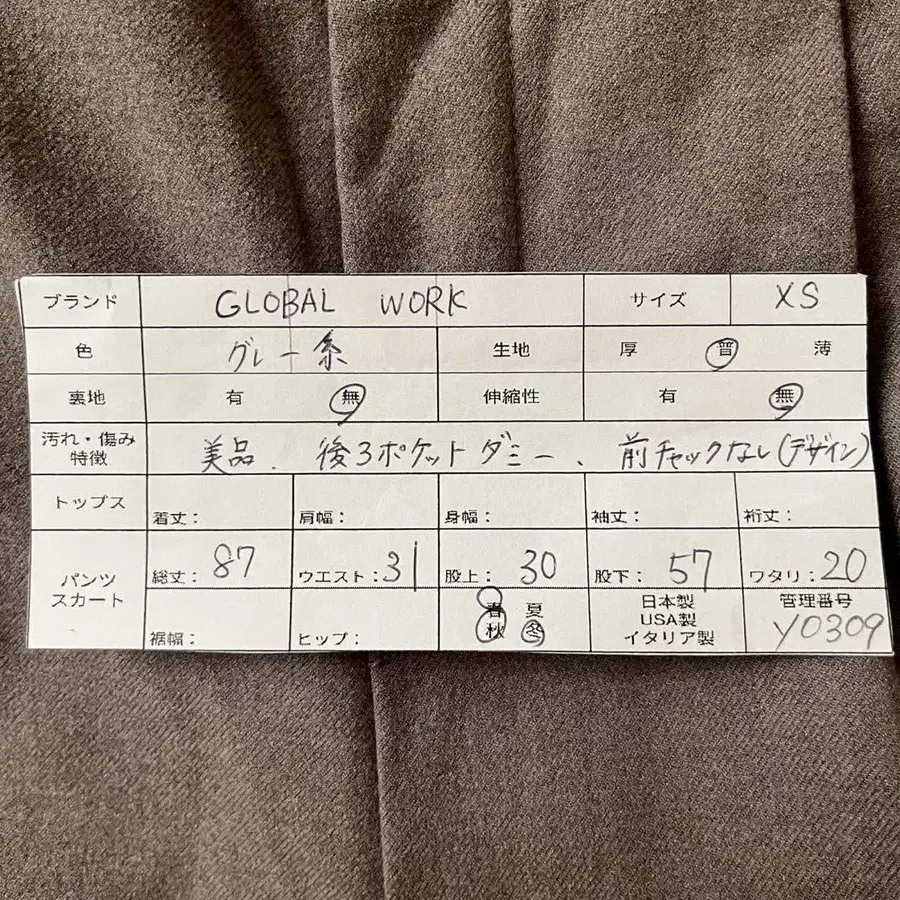 ブランド GLOBAL WORK サイズ XS
色 グレー系 生地 厚 普 薄
裏地 有 無 伸縮性 有 無
汚れ・傷み
特徴 美品、後3ポケットダミー、前チャックなし(デザイン)
トップス 着丈: 肩幅: 身幅: 袖丈: 裄丈:
パンツ
スカート 総丈:87 ウエスト:31 股上:30 股下:57 ワタリ:20
裾幅: ヒップ: 春 夏
秋 冬
日本製
USA製
イタリア製
管理番号
Y0309